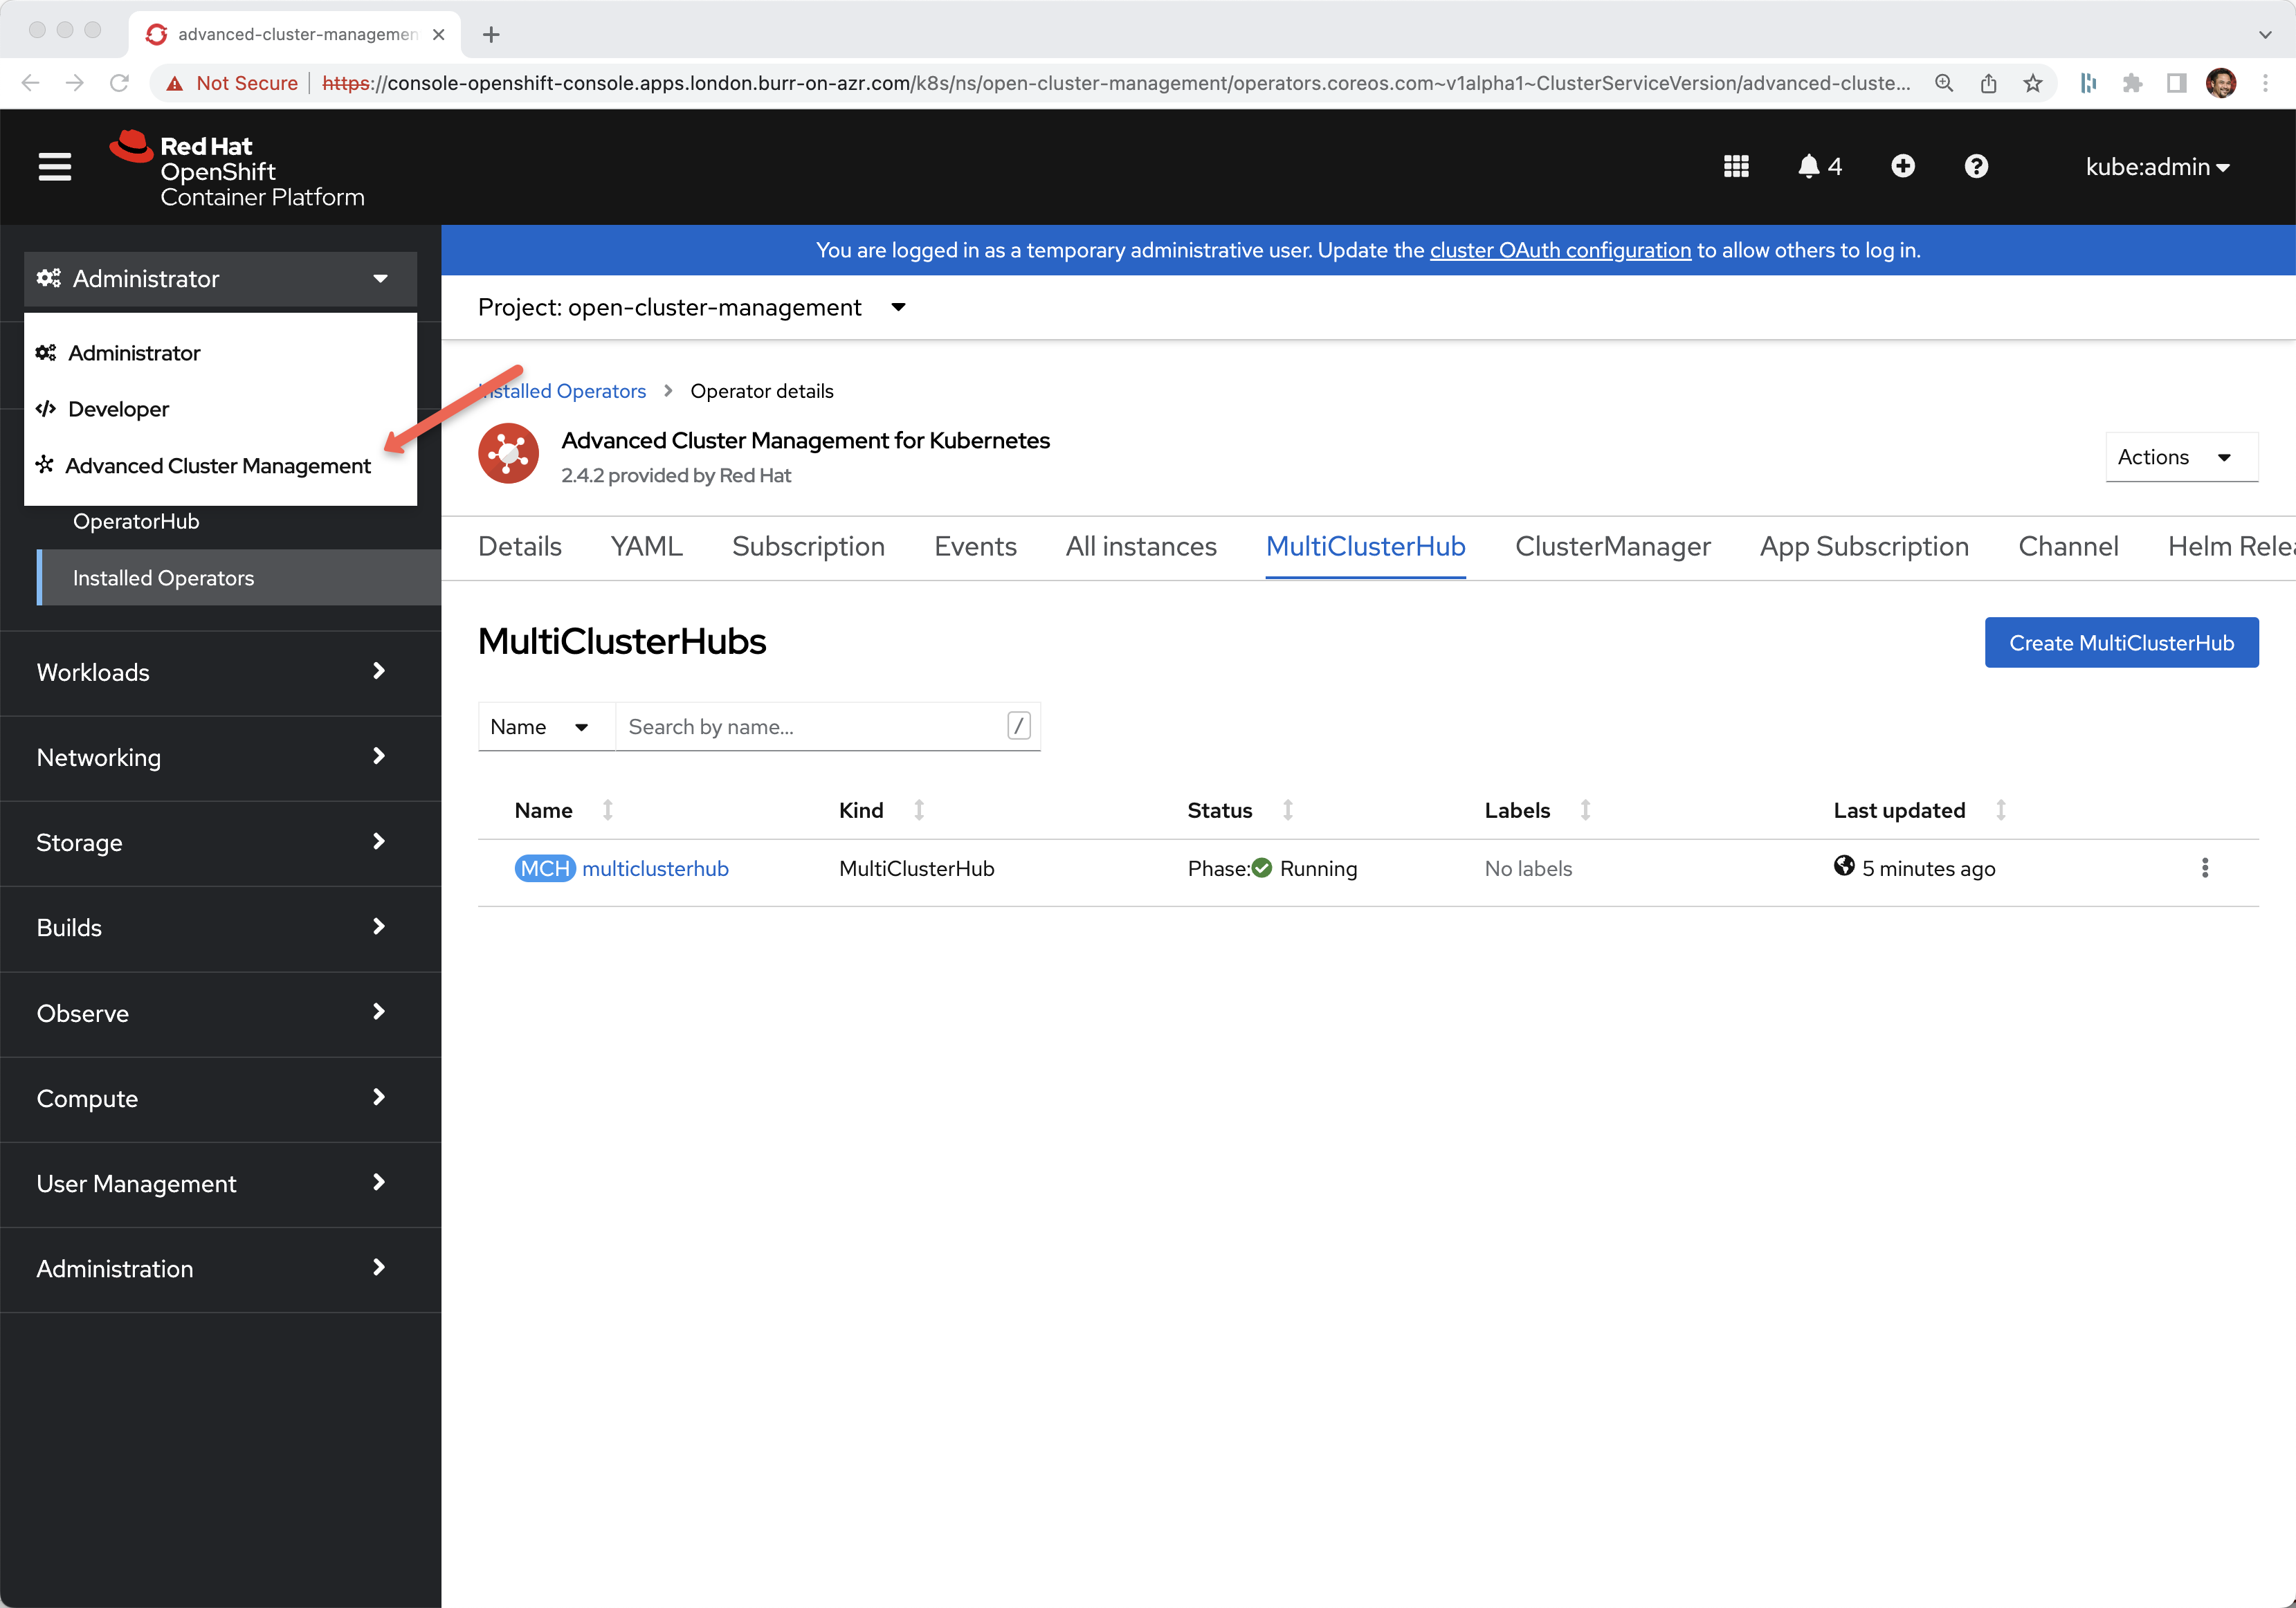 advanced-cluster-managemen
Not Secure https://console-openshift-console.apps.london.burr-on-azr.com/k8s/ns/open-cluster-management/operators.coreos.com~v1alpha1~ClusterServiceVersion/advanced-cluste...
Red Hat
OpenShift
Container Platform
4
kube:admin
You are logged in as a temporary administrative user. Update the cluster OAuth configuration to allow others to log in.
Administrator
Administrator
Developer
Advanced Cluster Management
OperatorHub
Installed Operators
Workloads
Networking
Storage
Builds
Observe
Compute
User Management
Administration
Project: open-cluster-management
Installed Operators Operator details
Advanced Cluster Management for Kubernetes
2.4.2 provided by Red Hat
Actions
Details YAML Subscription Events All instances MultiClusterHub ClusterManager App Subscription Channel Helm Relea
MultiClusterHubs
Create MultiClusterHub
Name Search by name... /
Name Kind Status Labels Last updated
MCH multiclusterhub MultiClusterHub Phase: Running No labels 5 minutes ago